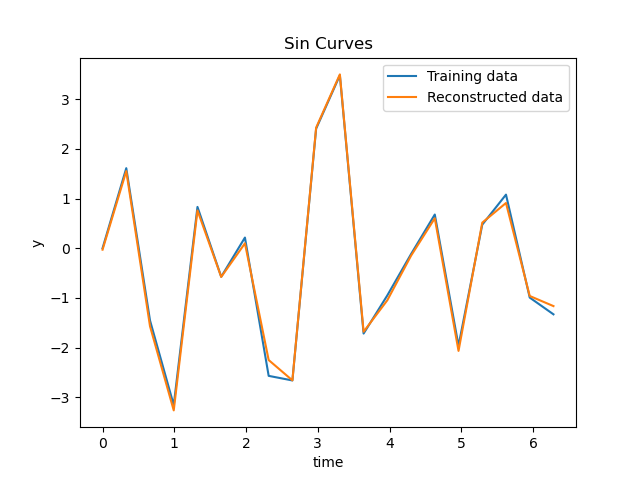 Sin Curves
Training data
Reconstructed data
y
3
2
1
0
−1
−2
−3
0 1 2 3 4 5 6
time